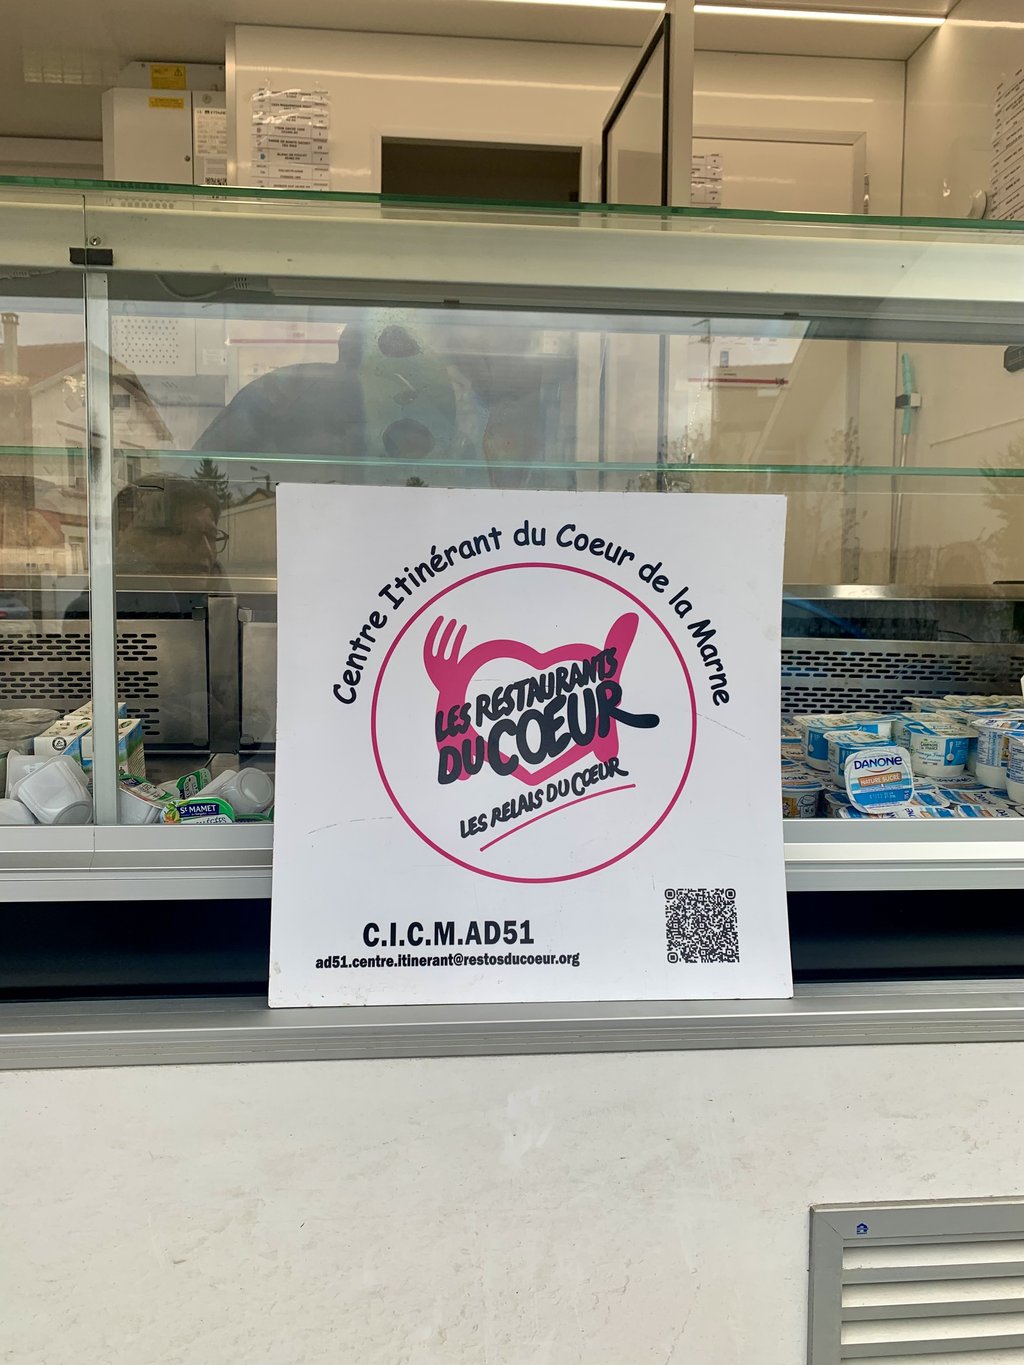 Centre Itinérant du Coeur de la Marne
LES RESTAURANTS
DU CŒUR
LES RELAIS DU CŒUR
C.I.C.M.AD51
ad51.centre.itinerant@restosducoeur.org
St MAMET
DANONE
NATURE SUCRÉ